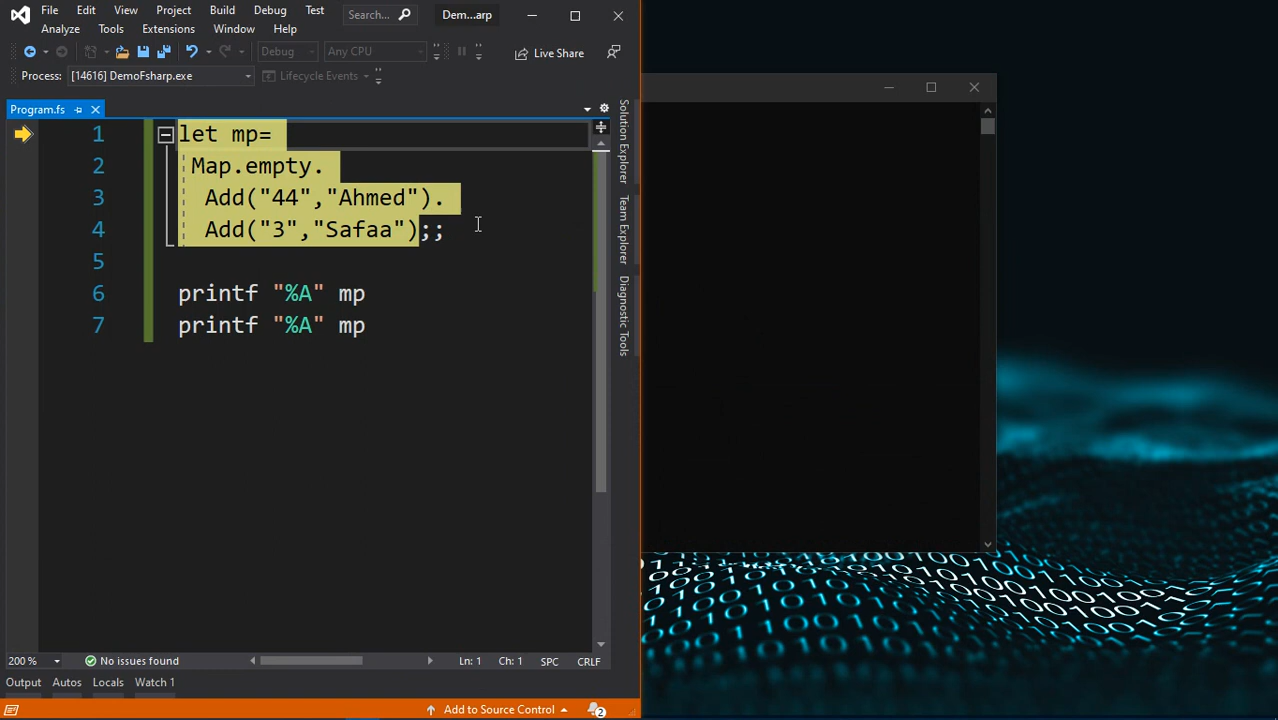 File Edit View Project Build Debug Test Search... Dem...arp
Analyze Tools Extensions Window Help
Debug Any CPU Live Share
Process: [14616] DemoFsharp.exe Lifecycle Events
Program.fs
1 let mp=
2 Map.empty.
3 Add("44","Ahmed").
4 Add("3","Safaa");;
5
6 printf "%A" mp
7 printf "%A" mp
Solution Explorer
Team Explorer
Diagnostic Tools
200 % No issues found Ln: 1 Ch: 1 SPC CRLF
Output Autos Locals Watch 1
Add to Source Control 2